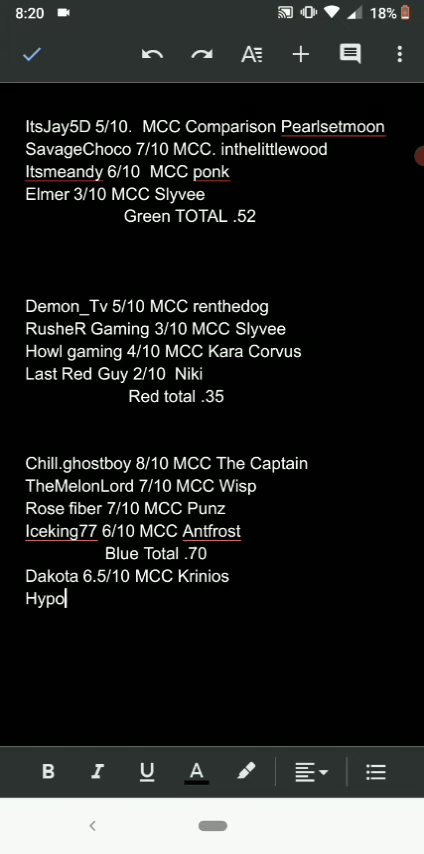 8:20 18%
ItsJay5D 5/10.  MCC Comparison Pearlsetmoon
SavageChoco 7/10 MCC. inthelittlewood
Itsmeandy 6/10  MCC ponk
Elmer 3/10 MCC Slyvee
Green TOTAL .52
Demon_Tv 5/10 MCC renthedog
RusheR Gaming 3/10 MCC Slyvee
Howl gaming 4/10 MCC Kara Corvus
Last Red Guy 2/10  Niki
Red total .35
Chill.ghostboy 8/10 MCC The Captain
TheMelonLord 7/10 MCC Wisp
Rose fiber 7/10 MCC Punz
Iceking77 6/10 MCC Antfrost
Blue Total .70
Dakota 6.5/10 MCC Krinios
Hypo
B I U A